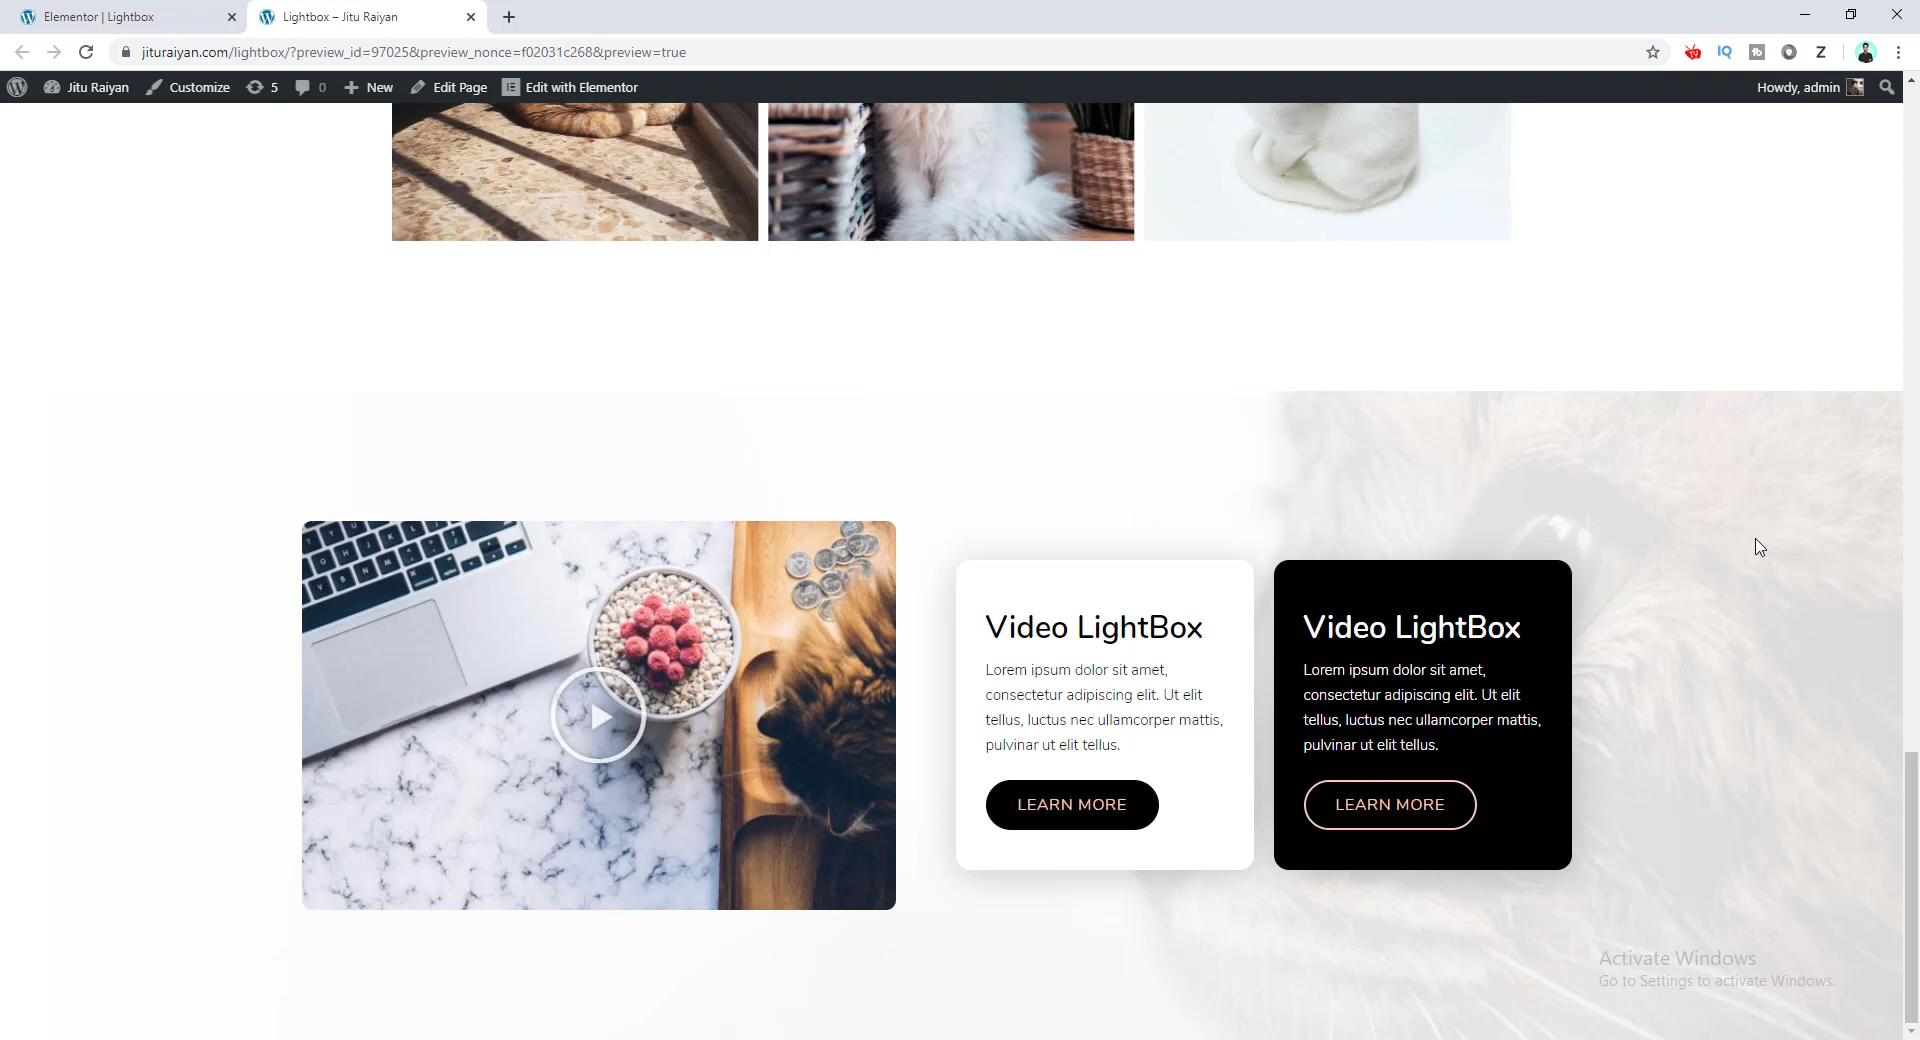 Elementor | Lightbox
Lightbox – Jitu Raiyan
jituraiyan.com/lightbox/?preview_id=97025&preview_nonce=f02031c268&preview=true
IQ
tb
Z
Jitu Raiyan
Customize
5
0
New
Edit Page
Edit with Elementor
Howdy, admin
Video LightBox
Lorem ipsum dolor sit amet,
consectetur adipiscing elit. Ut elit
tellus, luctus nec ullamcorper mattis,
pulvinar ut elit tellus.
LEARN MORE
Video LightBox
Lorem ipsum dolor sit amet,
consectetur adipiscing elit. Ut elit
tellus, luctus nec ullamcorper mattis,
pulvinar ut elit tellus.
LEARN MORE
Activate Windows
Go to Settings to activate Windows.